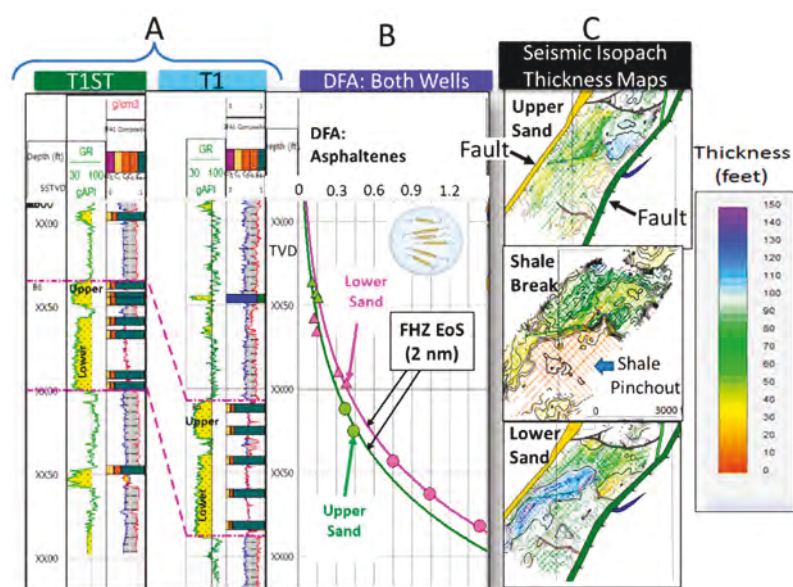 A
B
C
T1ST
T1
DFA: Both Wells
Seismic Isopach
Thickness Maps
g/cm3
Depth (ft)
SSTVD
GR
30 100
gAPI
GR
30 100
gAPI
Depth (ft)
TVD
DFA:
Asphaltenes
0.3 0.6 0.9 1.2
XX00
XX50
XX00
XX50
XX00
Upper
Lower
Upper
Lower
XX00
XX50
XX00
XX50
XX00
Lower
Sand
FHZ EoS
(2 nm)
Upper
Sand
Upper
Sand
Fault
Fault
Shale
Break
Shale
Pinchout
0 3000
Lower
Sand
Thickness
(feet)
150
140
130
120
110
100
90
80
70
60
50
40
30
20
10
0